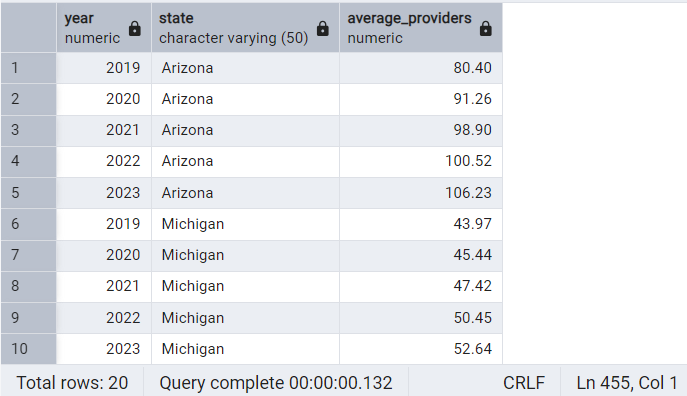 year state average_providers
numeric character varying (50) numeric
1 2019 Arizona 80.40
2 2020 Arizona 91.26
3 2021 Arizona 98.90
4 2022 Arizona 100.52
5 2023 Arizona 106.23
6 2019 Michigan 43.97
7 2020 Michigan 45.44
8 2021 Michigan 47.42
9 2022 Michigan 50.45
10 2023 Michigan 52.64
Total rows: 20 Query complete 00:00:00.132 CRLF Ln 455, Col 1